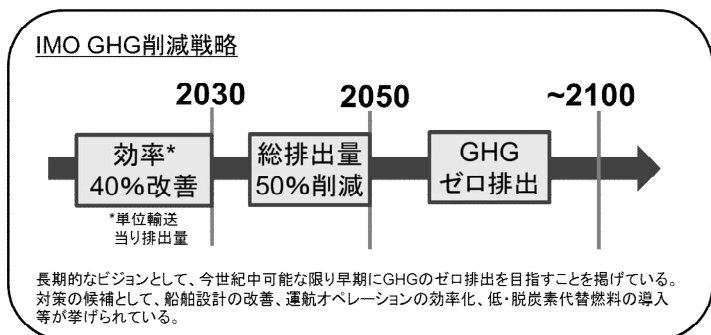 IMO GHG削減戦略
2030
2050
~2100
効率*
40%改善
総排出量
50%削減
GHG
ゼロ排出
*単位輸送
当り排出量
長期的なビジョンとして、今世紀中可能な限り早期にGHGのゼロ排出を目指すことを掲げている。
対策の候補として、船舶設計の改善、運航オペレーションの効率化、低・脱炭素代替燃料の導入
等が挙げられている。